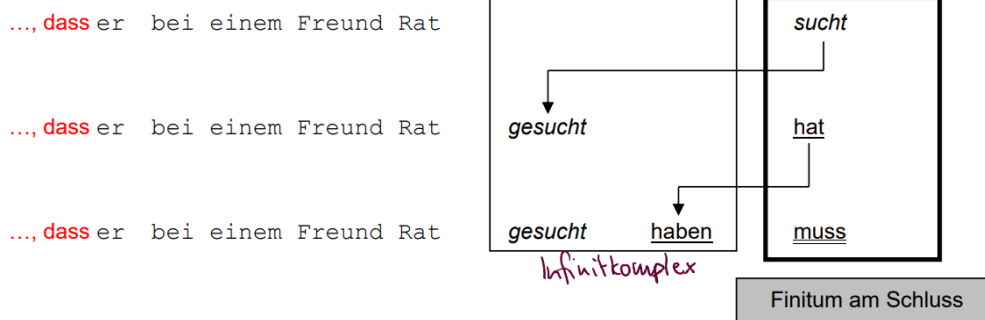 ..., dass er bei einem Freund Rat sucht
..., dass er bei einem Freund Rat gesucht hat
..., dass er bei einem Freund Rat gesucht haben muss
Infinitkomplex
Finitum am Schluss